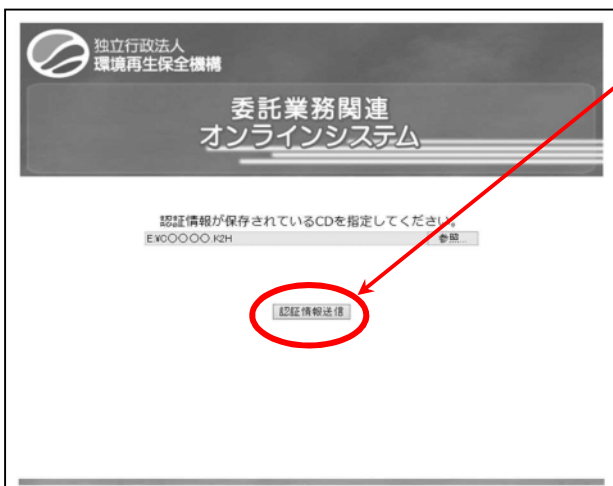 独立行政法人
環境再生保全機構
委託業務関連
オンラインシステム
認証情報が保存されているCDを指定してください。
E:¥C〇〇〇〇.K2H
参照...
認証情報送信